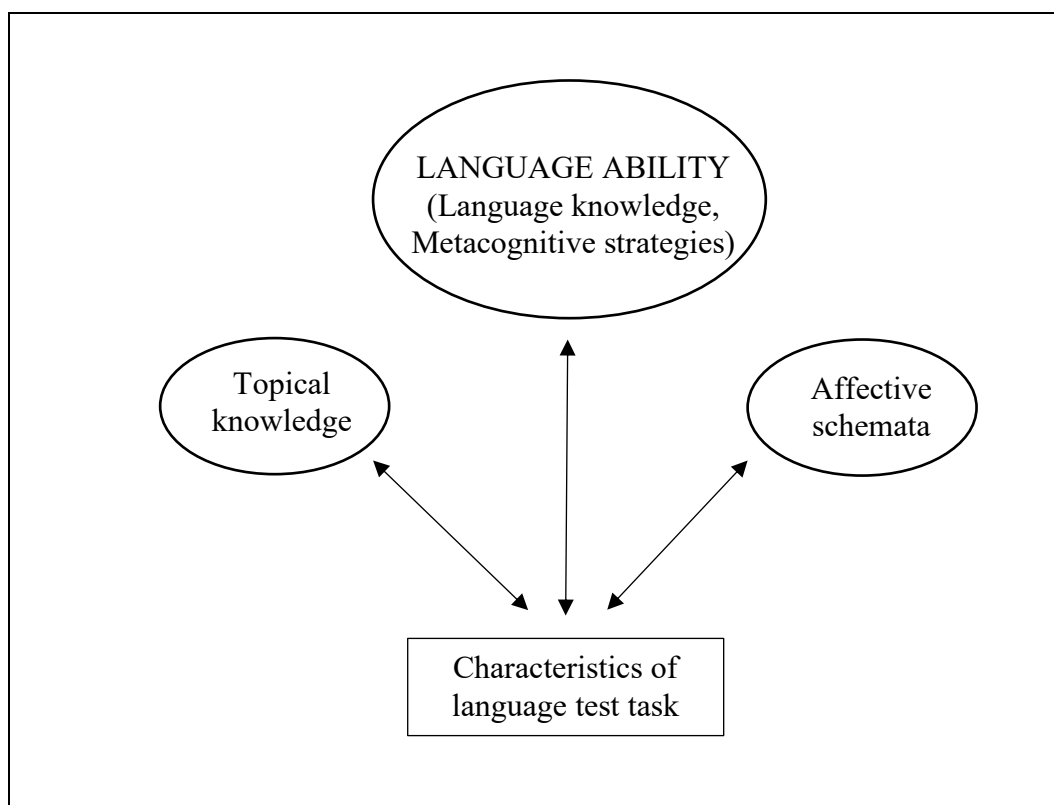 LANGUAGE ABILITY
(Language knowledge,
Metacognitive strategies)
Topical
knowledge
Affective
schemata
Characteristics of
language test task